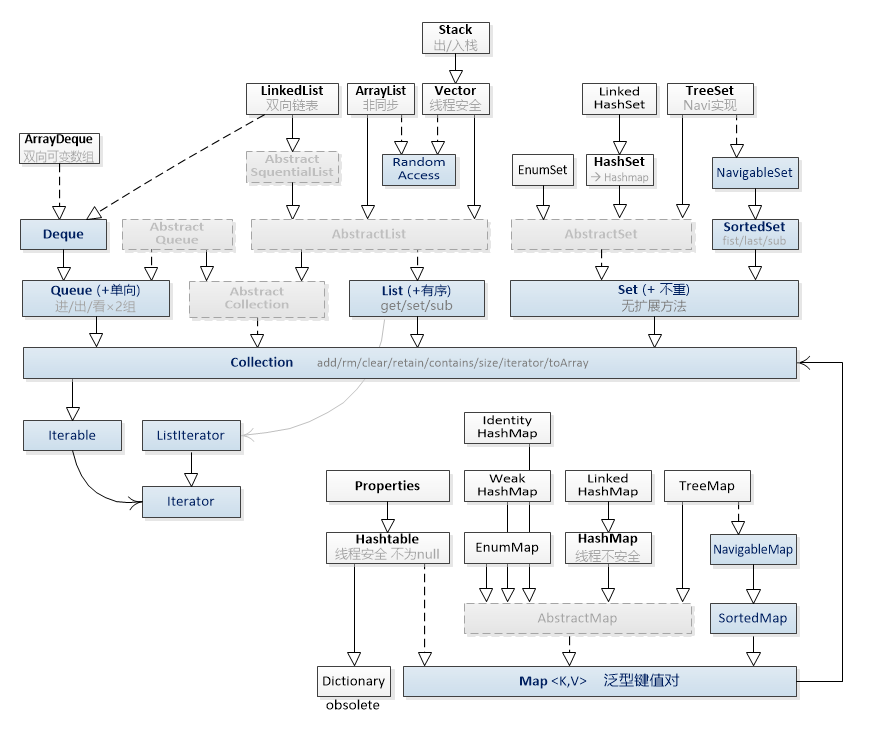 Stack
出/入栈
LinkedList
双向链表
ArrayList
非同步
Vector
线程安全
Linked
HashSet
TreeSet
Navi实现
ArrayDeque
双向可变数组
Abstract
SquentialList
Random
Access
EnumSet
HashSet
→ Hashmap
NavigableSet
Deque
Abstract
Queue
AbstractList
AbstractSet
SortedSet
fist/last/sub
Queue (+单向)
进/出/看×2组
Abstract
Collection
List (+有序)
get/set/sub
Set (+ 不重)
无扩展方法
Collection add/rm/clear/retain/contains/size/iterator/toArray
Iterable
ListIterator
Identity
HashMap
Iterator
Properties
Weak
HashMap
Linked
HashMap
TreeMap
Hashtable
线程安全 不为null
EnumMap
HashMap
线程不安全
NavigableMap
AbstractMap
SortedMap
Dictionary
obsolete
Map <K,V> 泛型键值对